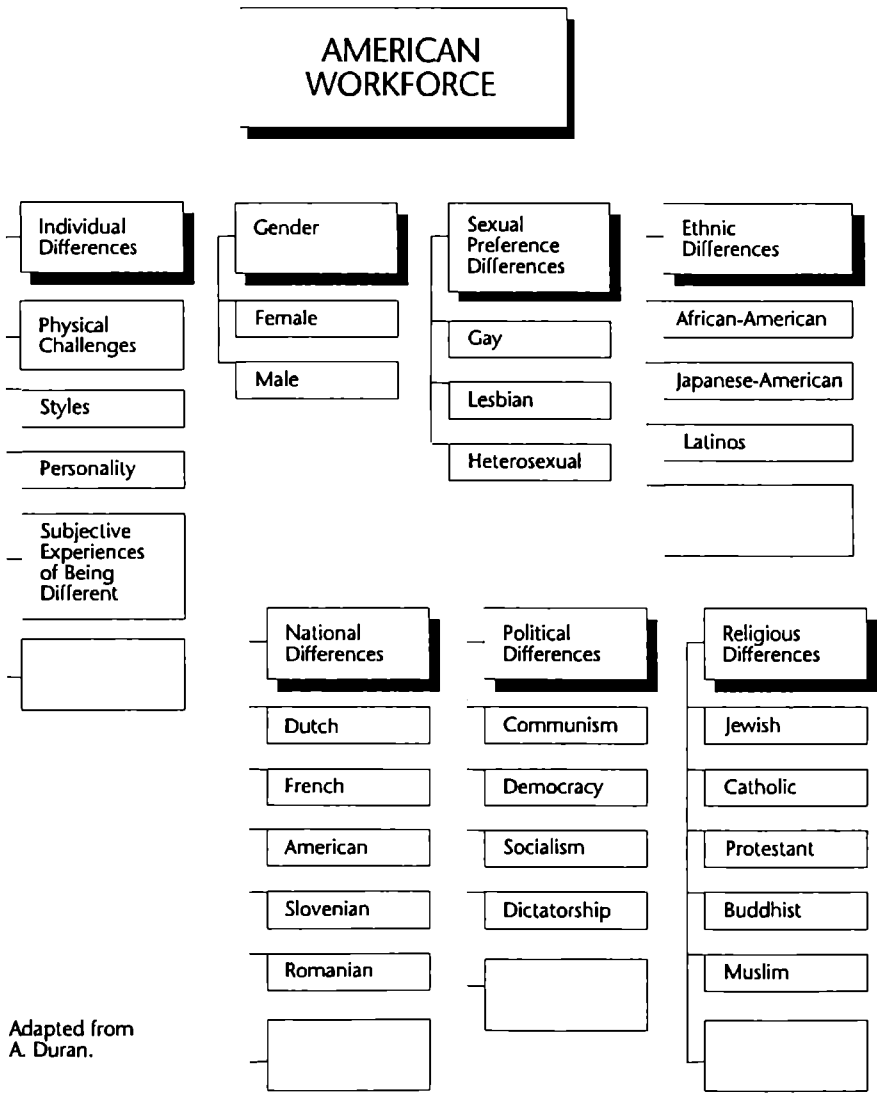 AMERICAN
WORKFORCE
Individual
Differences
Physical
Challenges
Styles
Personality
Subjective
Experiences
of Being
Different
Gender
Female
Male
Sexual
Preference
Differences
Gay
Lesbian
Heterosexual
Ethnic
Differences
African-American
Japanese-American
Latinos
National
Differences
Dutch
French
American
Slovenian
Romanian
Political
Differences
Communism
Democracy
Socialism
Dictatorship
Religious
Differences
Jewish
Catholic
Protestant
Buddhist
Muslim
Adapted from
A. Duran.